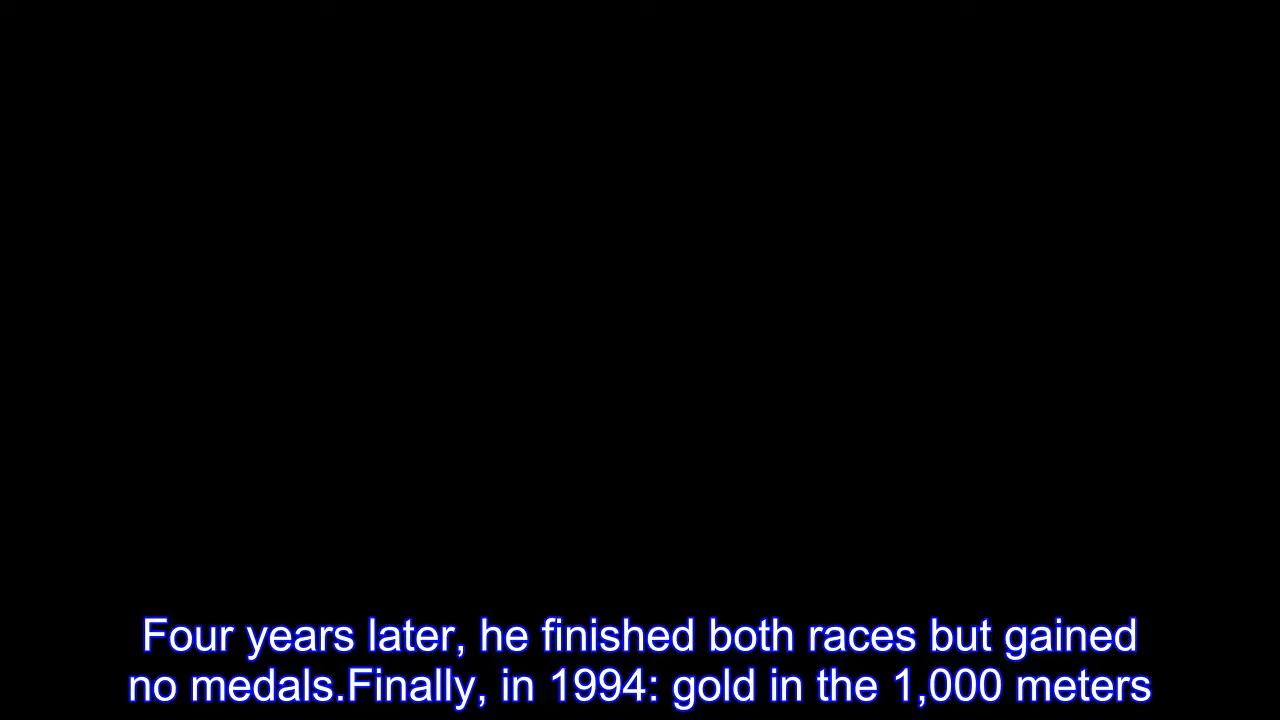 Four years later, he finished both races but gained
no medals.Finally, in 1994: gold in the 1,000 meters